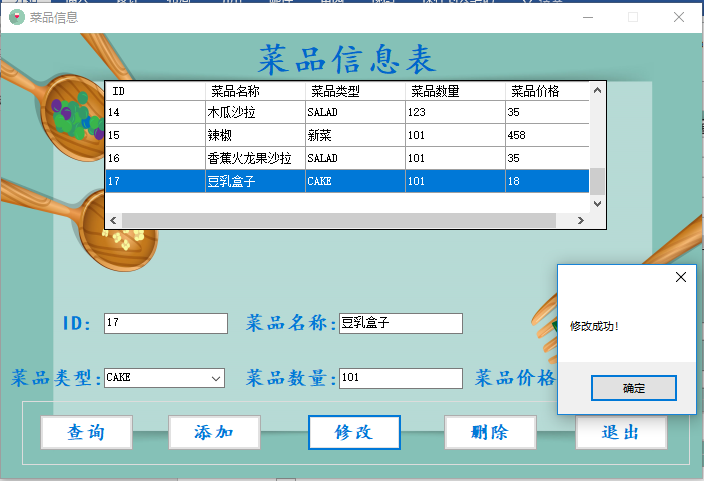 菜品信息
菜品信息表
ID 菜品名称 菜品类型 菜品数量 菜品价格
14 木瓜沙拉 SALAD 123 35
15 辣椒 新菜 101 458
16 香蕉火龙果沙拉 SALAD 101 35
17 豆乳盒子 CAKE 101 18
ID: 17 菜品名称: 豆乳盒子
修改成功!
菜品类型: CAKE 菜品数量: 101 菜品价格
确定
查询 添加 修改 删除 退出